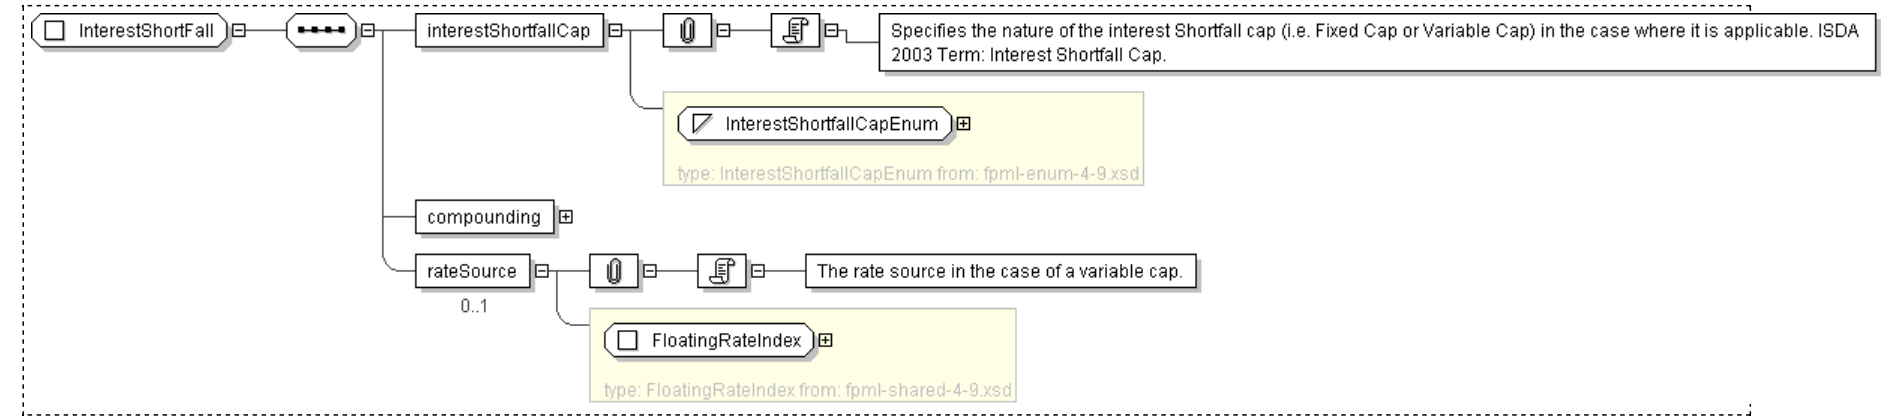 InterestShortFall
interestShortfallCap
Specifies the nature of the interest Shortfall cap (i.e. Fixed Cap or Variable Cap) in the case where it is applicable. ISDA
2003 Term: Interest Shortfall Cap.
InterestShortfallCapEnum
type: InterestShortfallCapEnum from: fpml-enum-4-9.xsd
compounding
rateSource
The rate source in the case of a variable cap.
0..1
FloatingRateIndex
type: FloatingRateIndex from: fpml-shared-4-9.xsd